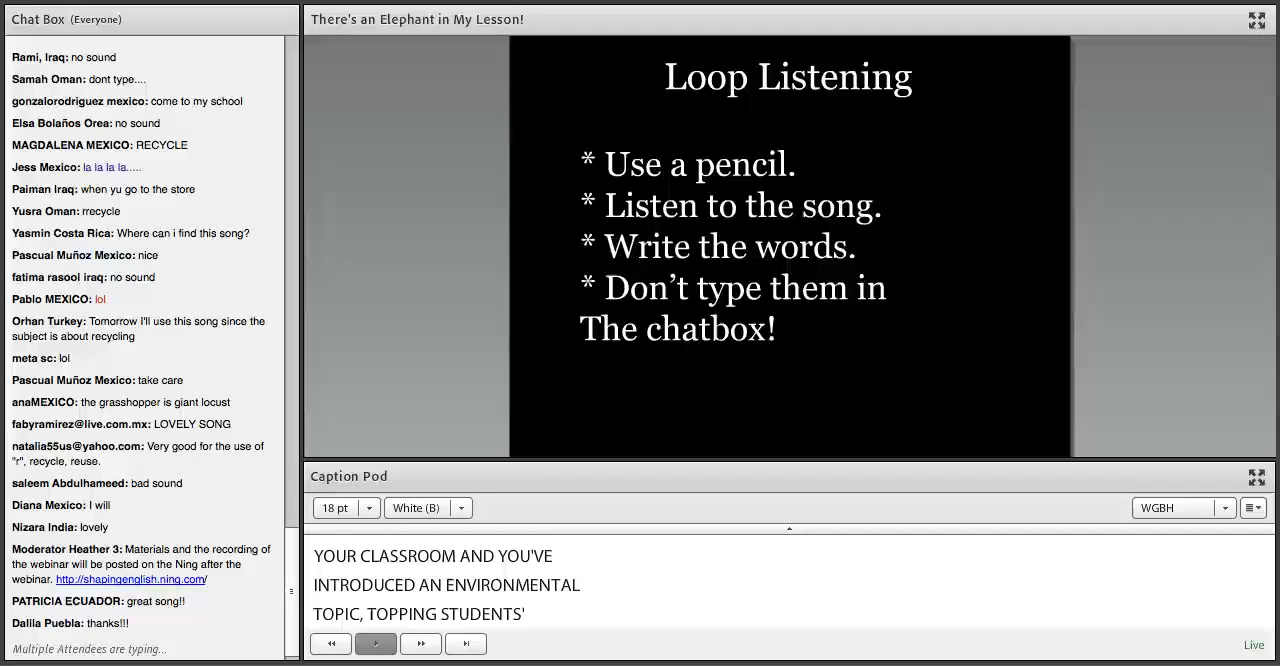 Chat Box (Everyone)
Rami, Iraq: no sound
Samah Oman: dont type....
gonzalorodriguez mexico: come to my school
Elsa Bolaños Orea: no sound
MAGDALENA MEXICO: RECYCLE
Jess Mexico: la la la la.....
Paiman Iraq: when yu go to the store
Yusra Oman: rrecycle
Yasmin Costa Rica: Where can i find this song?
Pascual Muñoz Mexico: nice
fatima rasool iraq: no sound
Pablo MEXICO: lol
Orhan Turkey: Tomorrow I'll use this song since the
subject is about recycling
meta sc: lol
Pascual Muñoz Mexico: take care
anaMEXICO: the grasshopper is giant locust
fabyramirez@live.com.mx: LOVELY SONG
natalia55us@yahoo.com: Very good for the use of
"r", recycle, reuse.
saleem Abdulhameed: bad sound
Diana Mexico: I will
Nizara India: lovely
Moderator Heather 3: Materials and the recording of
the webinar will be posted on the Ning after the
webinar. http://shapingenglish.ning.com/
PATRICIA ECUADOR: great song!!
Dalila Puebla: thanks!!!
Multiple Attendees are typing...
There's an Elephant in My Lesson!
Loop Listening
* Use a pencil.
* Listen to the song.
* Write the words.
* Don’t type them in
The chatbox!
Caption Pod
18 pt
White (B)
WGBH
YOUR CLASSROOM AND YOU'VE
INTRODUCED AN ENVIRONMENTAL
TOPIC, TOPPING STUDENTS'
Live